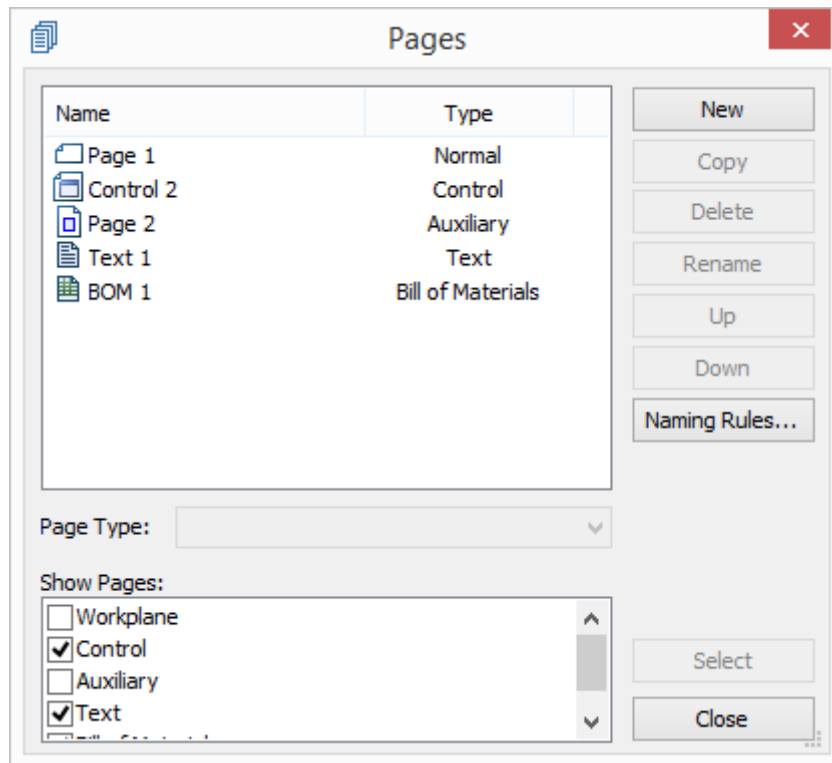 Pages
Name Type
Page 1 Normal
Control 2 Control
Page 2 Auxiliary
Text 1 Text
BOM 1 Bill of Materials
New
Copy
Delete
Rename
Up
Down
Naming Rules...
Page Type:
Show Pages:
Workplane
Control
Auxiliary
Text
Select
Close